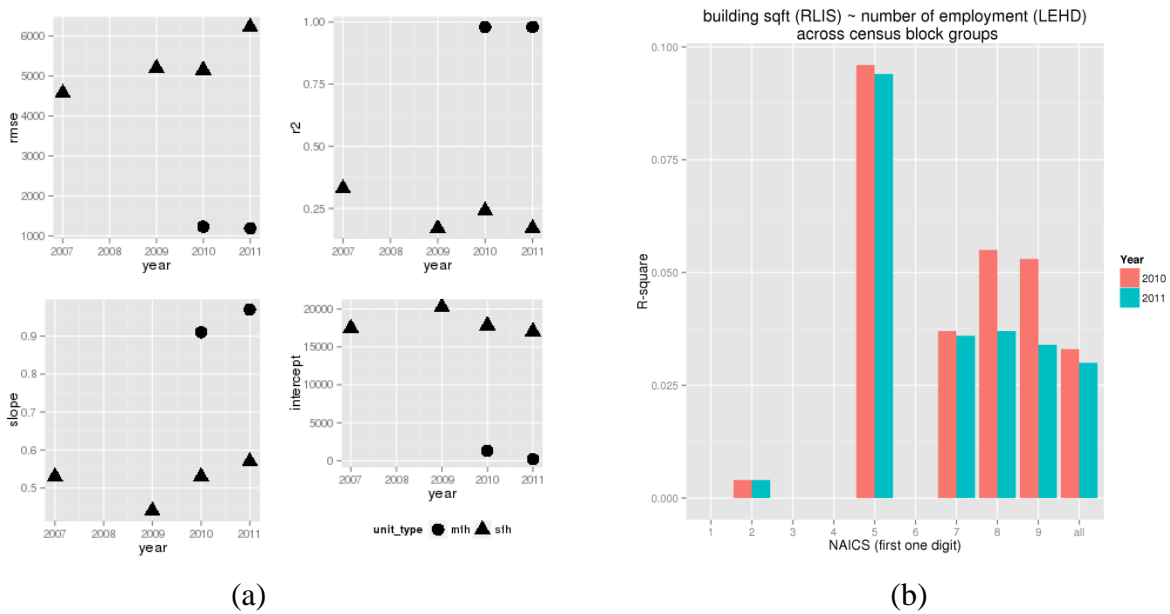 6000
5000
4000
3000
2000
1000
rmse
2007 2008 2009 2010 2011
year
1.00
0.75
0.50
0.25
r2
2007 2008 2009 2010 2011
year
0.9
0.8
0.7
0.6
0.5
slope
2007 2008 2009 2010 2011
year
20000
15000
10000
5000
0
intercept
2007 2008 2009 2010 2011
year
unit_type mfh sfh
(a)
building sqft (RLIS) ~ number of employment (LEHD)
across census block groups
0.100
0.075
0.050
0.025
0.000
R-square
1 2 3 4 5 6 7 8 9 all
NAICS (first one digit)
Year
2010
2011
(b)